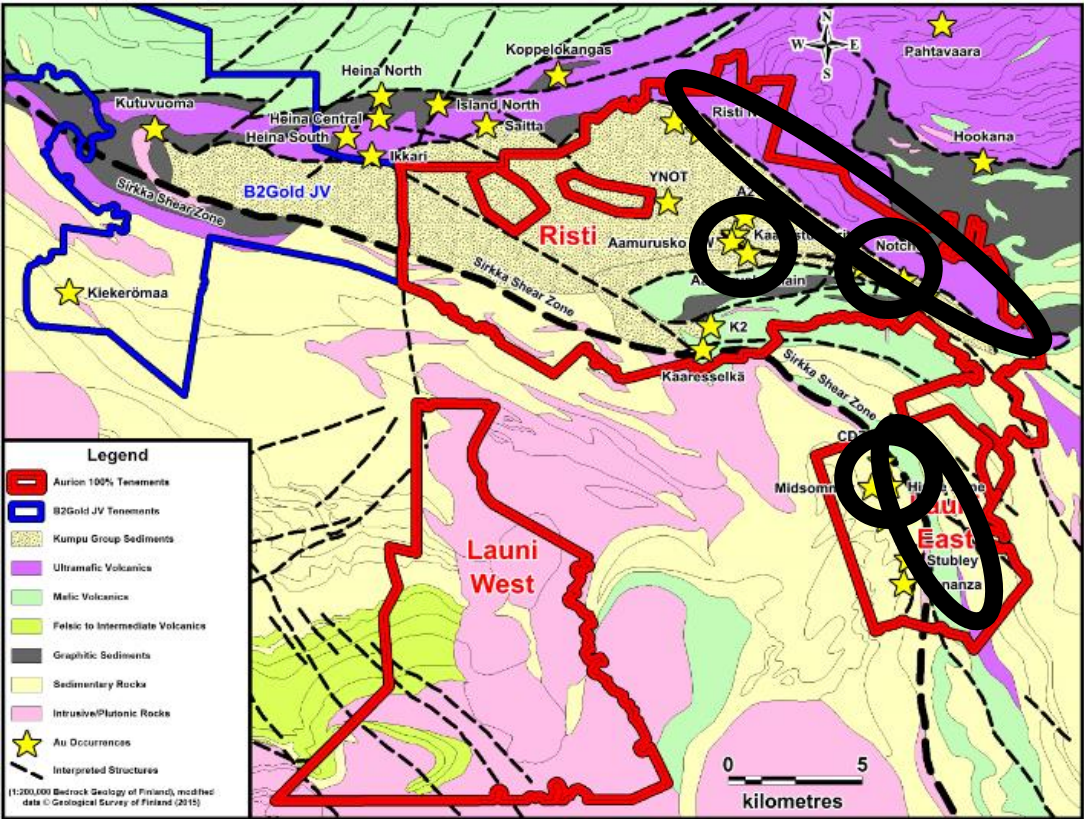 N
W
E
S
Pahtavaara
Koppelokangas
Heina North
Kutuvuoma
Island North
Heina Central
Saitta
Risti
Heina South
Hookana
Ikkari
YNOT
B2Gold JV
Sirkka Shear Zone
Risti
Aamurusko
Notch
Sirkka Shear Zone
Kiekerömaa
K2
Kaaresselkä
Sirkka Shear Zone
Launi
West
East
Stubley
Legend
Aurion 100% Tenements
B2Gold JV Tenements
Kumpu Group Sediments
Ultramafic Volcanics
Mafic Volcanics
Felsic to Intermediate Volcanics
Graphitic Sediments
Sedimentary Rocks
Intrusive/Plutonic Rocks
Au Occurrences
Interpreted Structures
(1:200,000 Bedrock Geology of Finland), modified
data © Geological Survey of Finland (2015)
0 5
kilometres